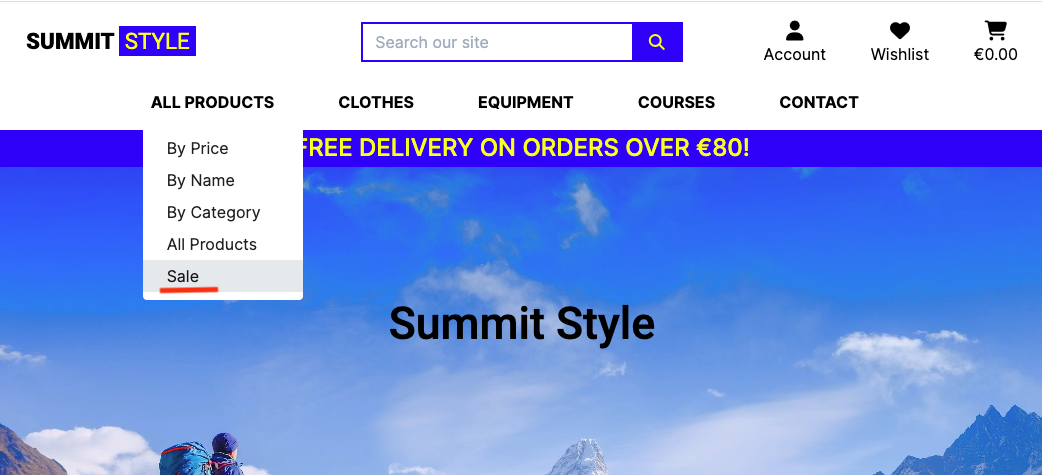 SUMMIT STYLE
Search our site
Account
Wishlist
€0.00
ALL PRODUCTS
CLOTHES
EQUIPMENT
COURSES
CONTACT
By Price
By Name
By Category
All Products
Sale
FREE DELIVERY ON ORDERS OVER €80!
Summit Style